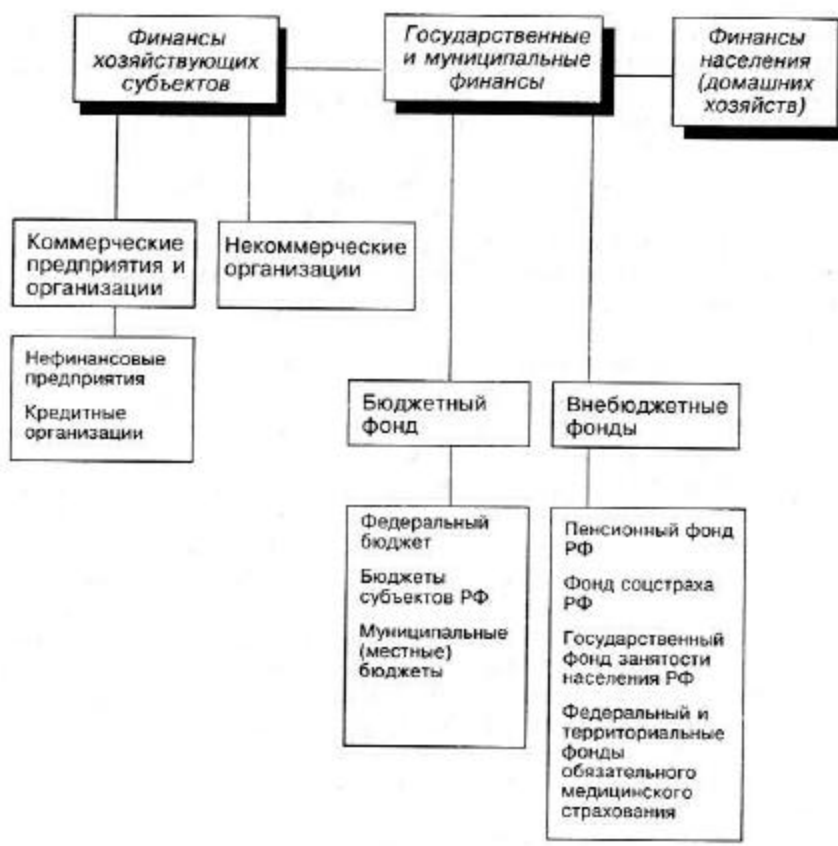 Финансы
хозяйствующих
субъектов
Государственные
и муниципальные
финансы
Финансы
населения
(домашних
хозяйств)
Коммерческие
предприятия и
организации
Некоммерческие
организации
Нефинансовые
предприятия
Кредитные
организации
Бюджетный
фонд
Внебюджетные
фонды
Федеральный
бюджет
Бюджеты
субъектов РФ
Муниципальные
(местные)
бюджеты
Пенсионный фонд
РФ
Фонд соцстраха
РФ
Государственный
фонд занятости
населения РФ
Федеральный и
территориальные
фонды
обязательного
медицинского
страхования